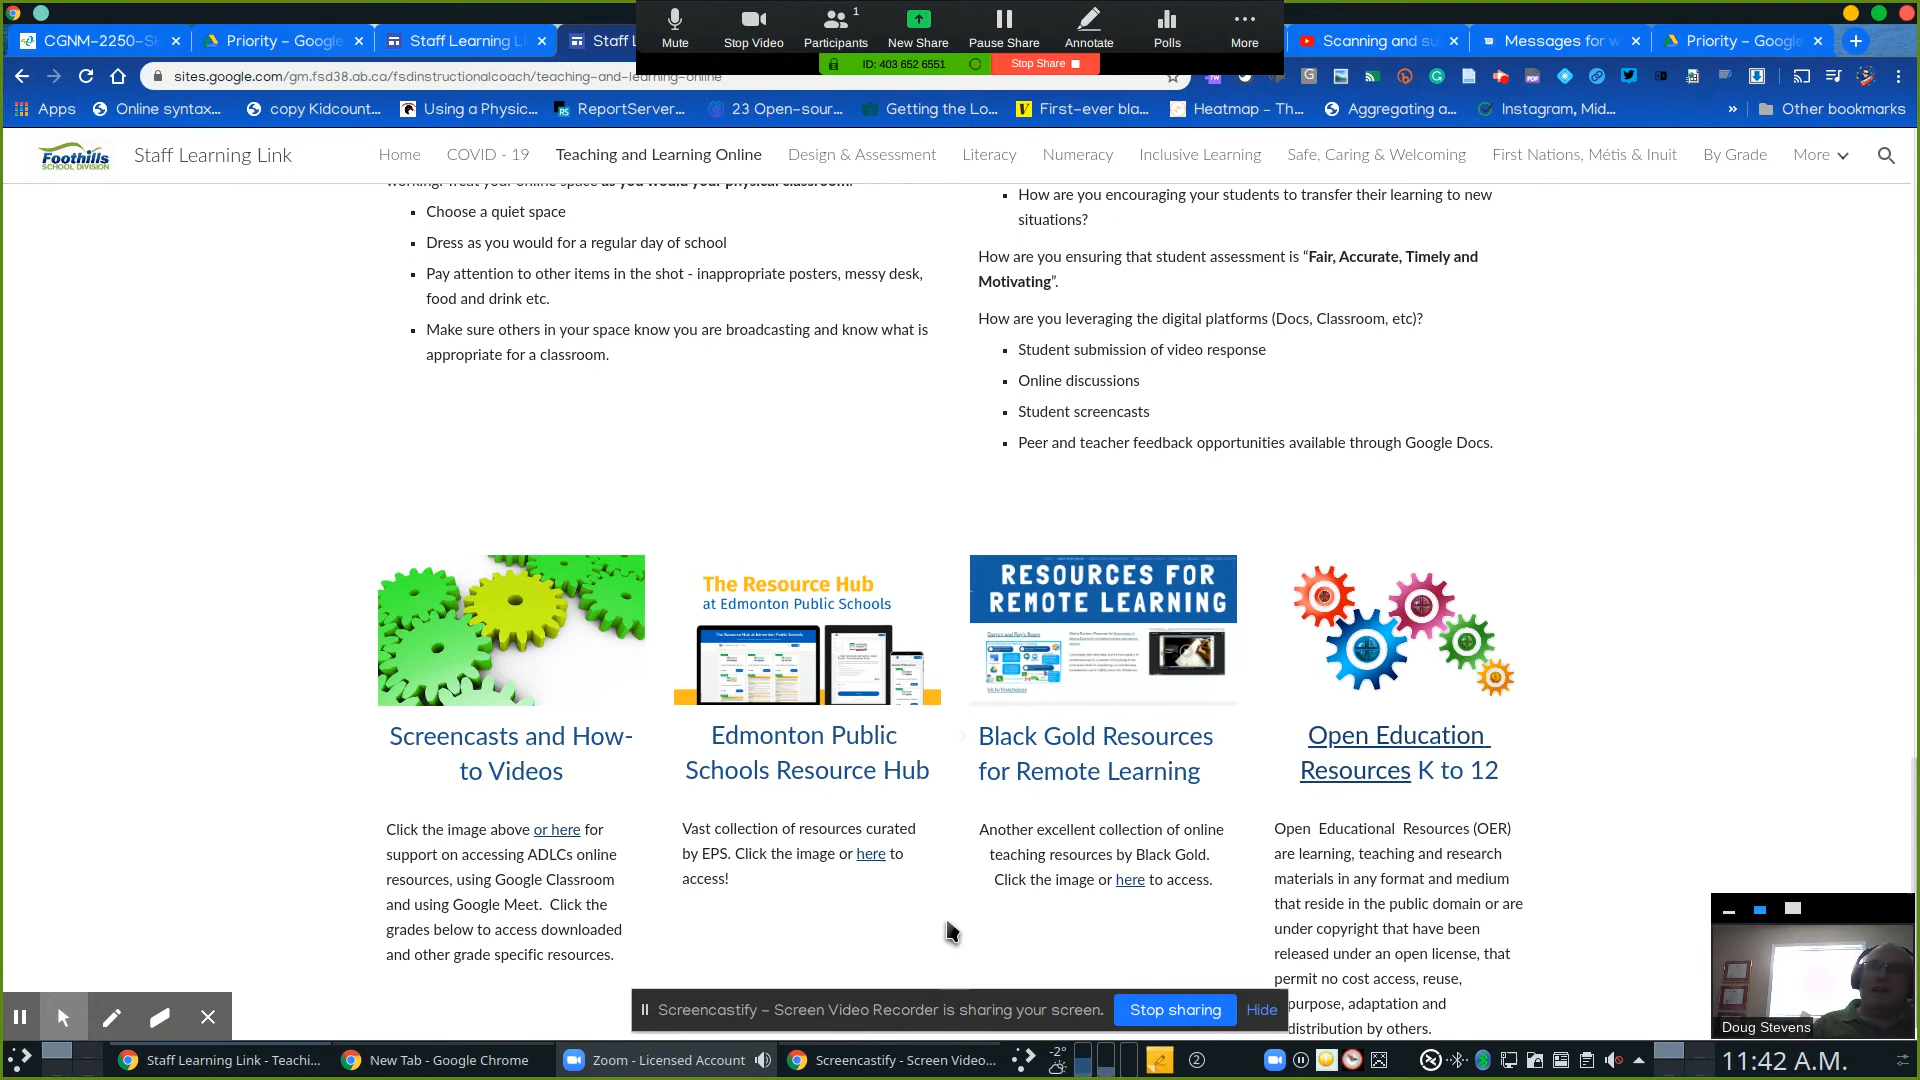 Mute
Stop Video
Participants
1
New Share
Pause Share
Annotate
Polls
More
ID: 403 652 6551
Stop Share
CGNM-2250-S
Priority – Google
Staff Learning L
Staff
Scanning and su
Messages for w
Priority – Google
sites.google.com/gm.fsd38.ab.ca/fsdinstructionalcoach/teaching-and-learning-online
Apps
Online syntax...
copy Kidcount...
Using a Physic...
ReportServer...
23 Open-sour...
Getting the Lo...
First-ever bla...
Heatmap - Th...
Aggregating a...
Instagram, Mid...
»
Other bookmarks
Foothills
SCHOOL DIVISION
Staff Learning Link
Home
COVID - 19
Teaching and Learning Online
Design & Assessment
Literacy
Numeracy
Inclusive Learning
Safe, Caring & Welcoming
First Nations, Métis & Inuit
By Grade
More
working. Treat your online space as you would your physical classroom.
Choose a quiet space
Dress as you would for a regular day of school
Pay attention to other items in the shot - inappropriate posters, messy desk,
food and drink etc.
Make sure others in your space know you are broadcasting and know what is
appropriate for a classroom.
How are you encouraging your students to transfer their learning to new
situations?
How are you ensuring that student assessment is “Fair, Accurate, Timely and
Motivating”.
How are you leveraging the digital platforms (Docs, Classroom, etc)?
Student submission of video response
Online discussions
Student screencasts
Peer and teacher feedback opportunities available through Google Docs.
The Resource Hub
at Edmonton Public Schools
RESOURCES FOR
REMOTE LEARNING
Screencasts and How-
to Videos
Click the image above or here for
support on accessing ADLCs online
resources, using Google Classroom
and using Google Meet. Click the
grades below to access downloaded
and other grade specific resources.
Edmonton Public
Schools Resource Hub
Vast collection of resources curated
by EPS. Click the image or here to
access!
Black Gold Resources
for Remote Learning
Another excellent collection of online
teaching resources by Black Gold.
Click the image or here to access.
Open Education
Resources K to 12
Open Educational Resources (OER)
are learning, teaching and research
materials in any format and medium
that reside in the public domain or are
under copyright that have been
released under an open license, that
permit no cost access, reuse,
purpose, adaptation and
distribution by others.
Doug Stevens
Screencastify – Screen Video Recorder is sharing your screen.
Stop sharing
Hide
Staff Learning Link - Teachi...
New Tab - Google Chrome
Zoom - Licensed Account
Screencastify - Screen Video...
-2°
2
11:42 A.M.